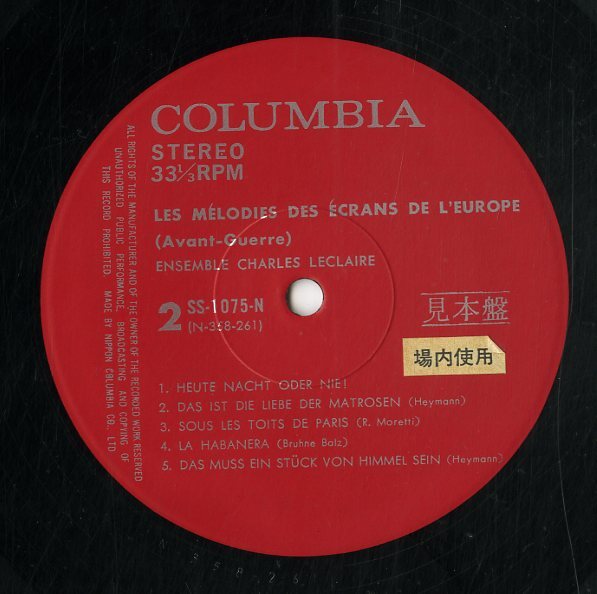 COLUMBIA
STEREO
33 1/3 RPM
LES MÉLODIES DES ÉCRANS DE L'EUROPE
(Avant-Guerre)
ENSEMBLE CHARLES LECLAIRE
2 SS-1075-N
(N-358-261)
見本盤
場内使用
1. HEUTE NACHT ODER NIE!
2. DAS IST DIE LIEBE DER MATROSEN (Heymann)
3. SOUS LES TOITS DE PARIS (R. Moretti)
4. LA HABANERA (Bruhne Balz)
5. DAS MUSS EIN STÜCK VON HIMMEL SEIN (Heymann)
ALL RIGHTS OF THE MANUFACTURER AND OF THE OWNER OF THE RECORDED WORK RESERVED
UNAUTHORIZED PUBLIC PERFORMANCE, BROADCASTING AND COPYING OF
THIS RECORD PROHIBITED. MADE BY NIPPON COLUMBIA CO., LTD